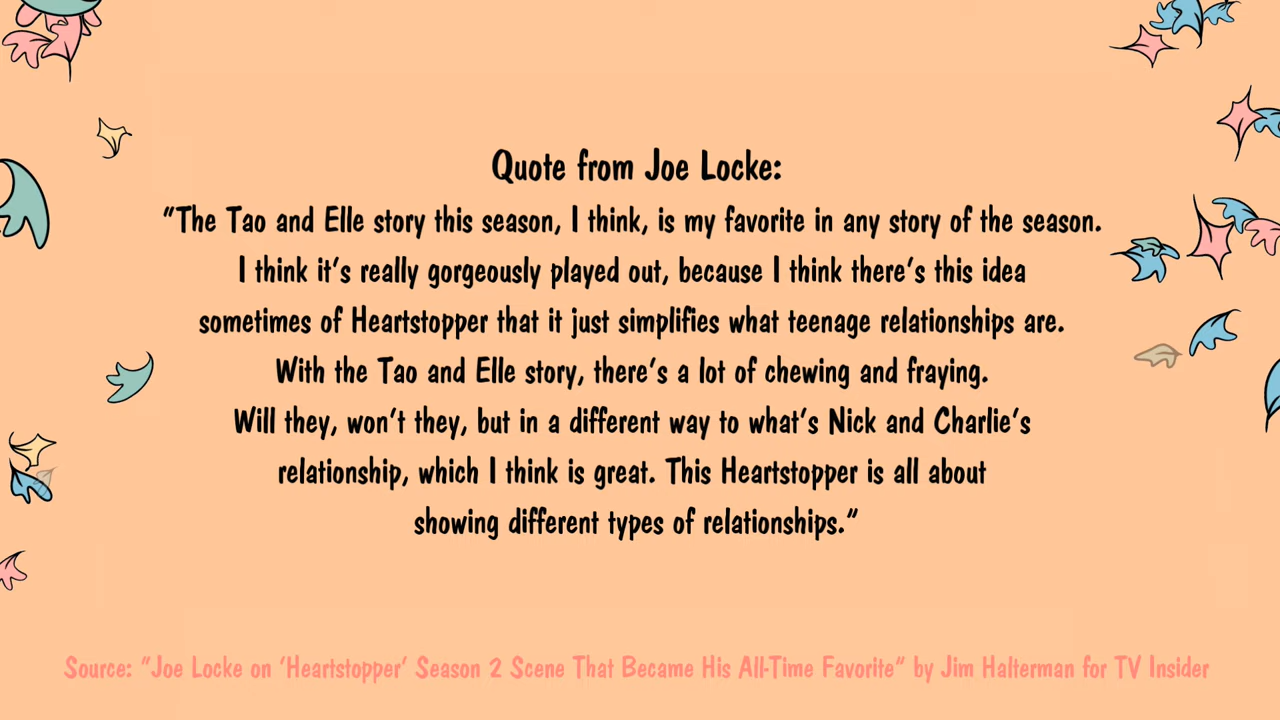 Quote from Joe Locke:
"The Tao and Elle story this season, I think, is my favorite in any story of the season.
I think it's really gorgeously played out, because I think there's this idea
sometimes of Heartstopper that it just simplifies what teenage relationships are.
With the Tao and Elle story, there's a lot of chewing and fraying.
Will they, won't they, but in a different way to what's Nick and Charlie's
relationship, which I think is great. This Heartstopper is all about
showing different types of relationships."
Source: "Joe Locke on 'Heartstopper' Season 2 Scene That Became His All-Time Favorite" by Jim Halterman for TV Insider